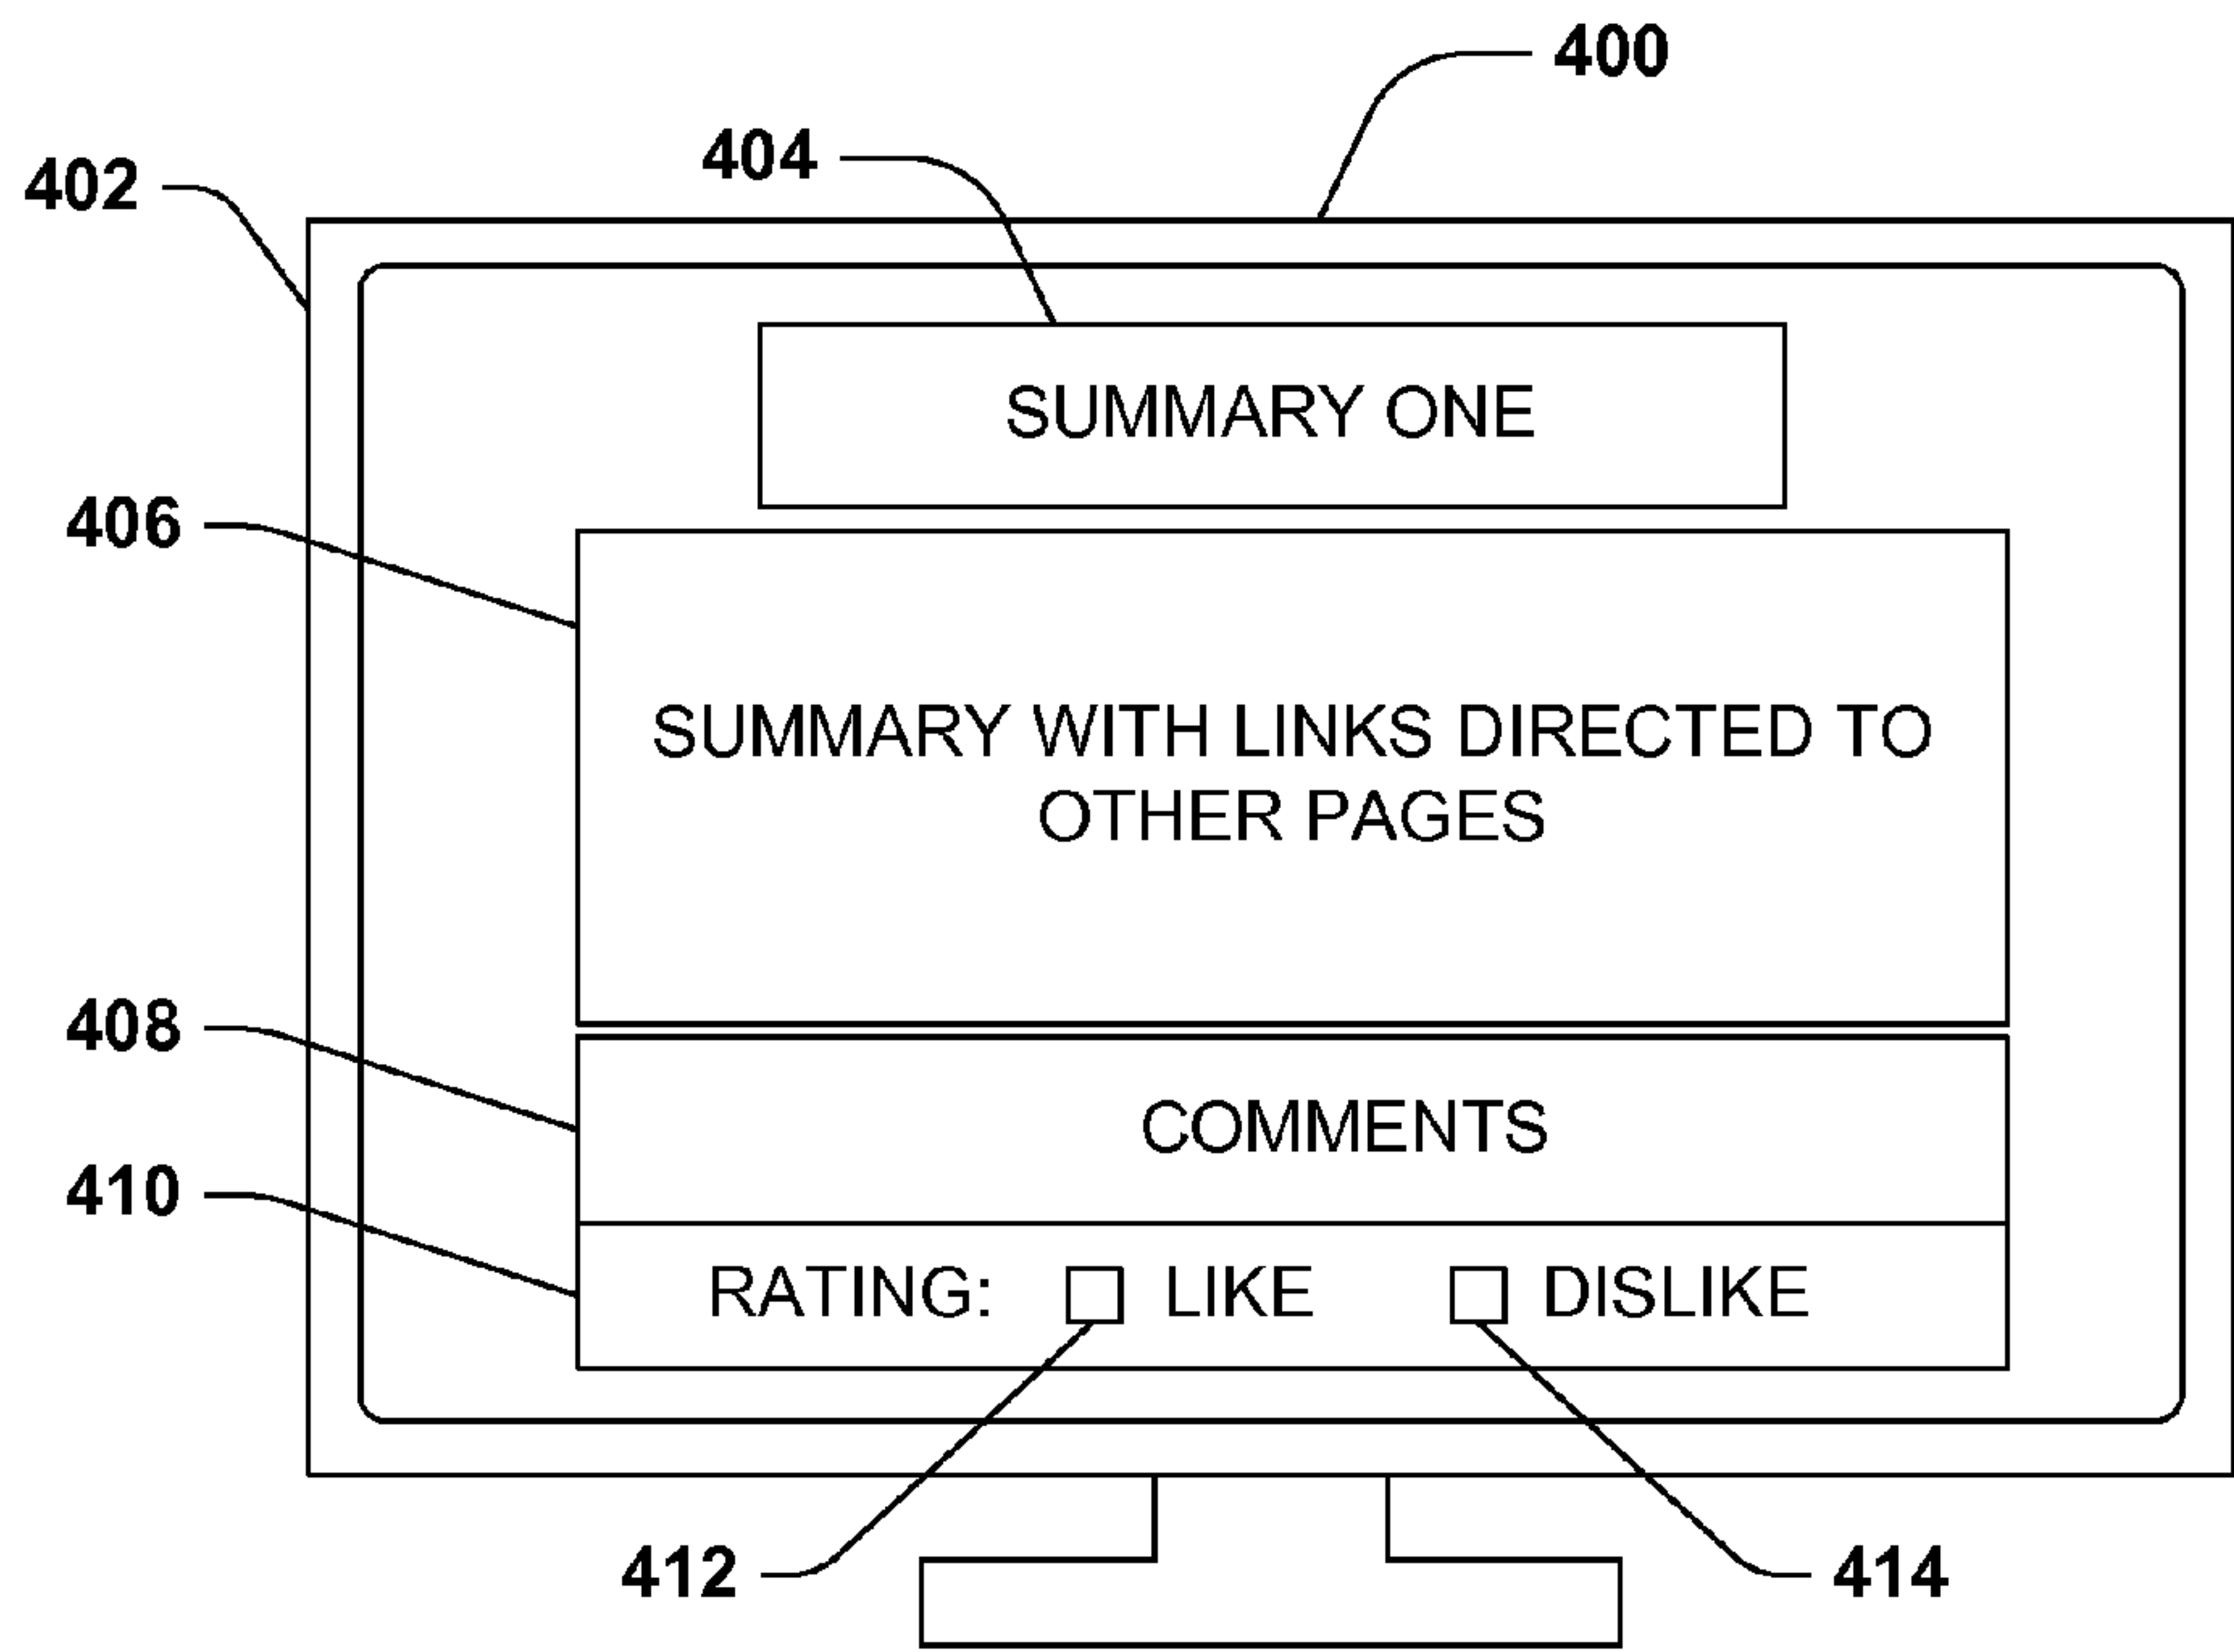 400
404
402
SUMMARY ONE
406
SUMMARY WITH LINKS DIRECTED TO
OTHER PAGES
408
COMMENTS
410
RATING: LIKE DISLIKE
412
414